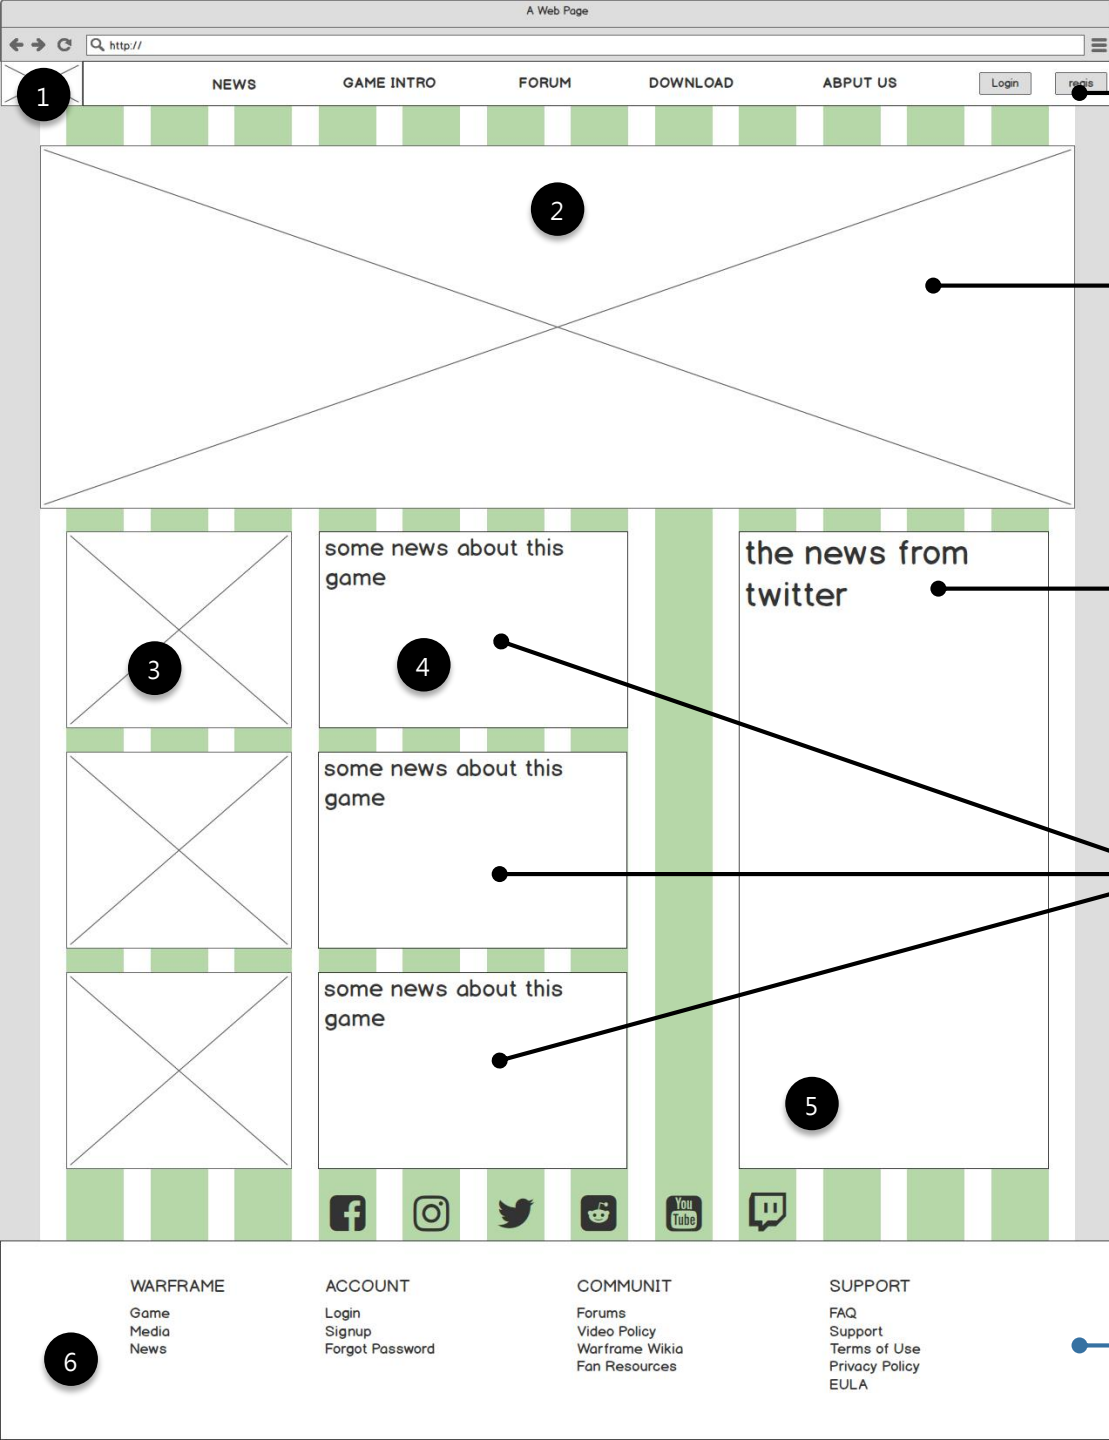 A Web Page
http://
1
NEWS GAME INTRO FORUM DOWNLOAD ABPUT US Login regis
2
some news about this
game
the news from
twitter
3
4
some news about this
game
some news about this
game
5
You
Tube
WARFRAME
Game
Media
News
ACCOUNT
Login
Signup
Forgot Password
COMMUNIT
Forums
Video Policy
Warframe Wikia
Fan Resources
SUPPORT
FAQ
Support
Terms of Use
Privacy Policy
EULA
6